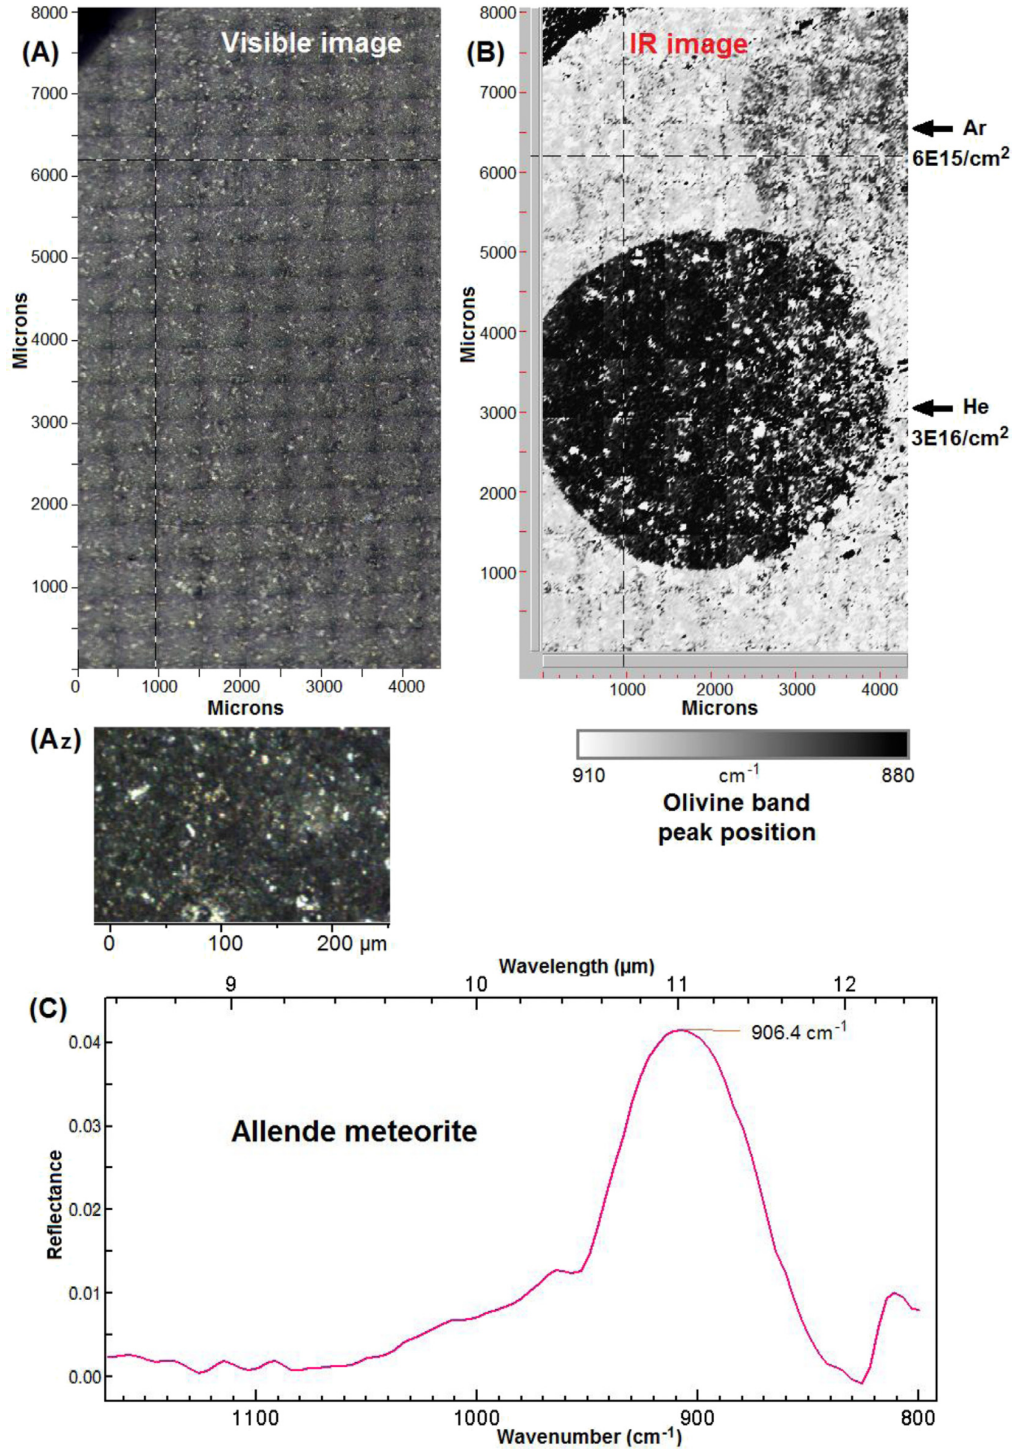 (A)
Visible image
8000
7000
6000
5000
4000
3000
2000
1000
Microns
0
1000
2000
3000
4000
Microns
(B)
IR image
8000
7000
6000
5000
4000
3000
2000
1000
Microns
1000
2000
3000
4000
Microns
Ar
6E15/cm²
He
3E16/cm²
910
cm⁻¹
880
Olivine band
peak position
(Az)
0
100
200 µm
(C)
Wavelength (µm)
9
10
11
12
906.4 cm⁻¹
Allende meteorite
0.04
0.03
0.02
0.01
0.00
Reflectance
1100
1000
900
800
Wavenumber (cm⁻¹)